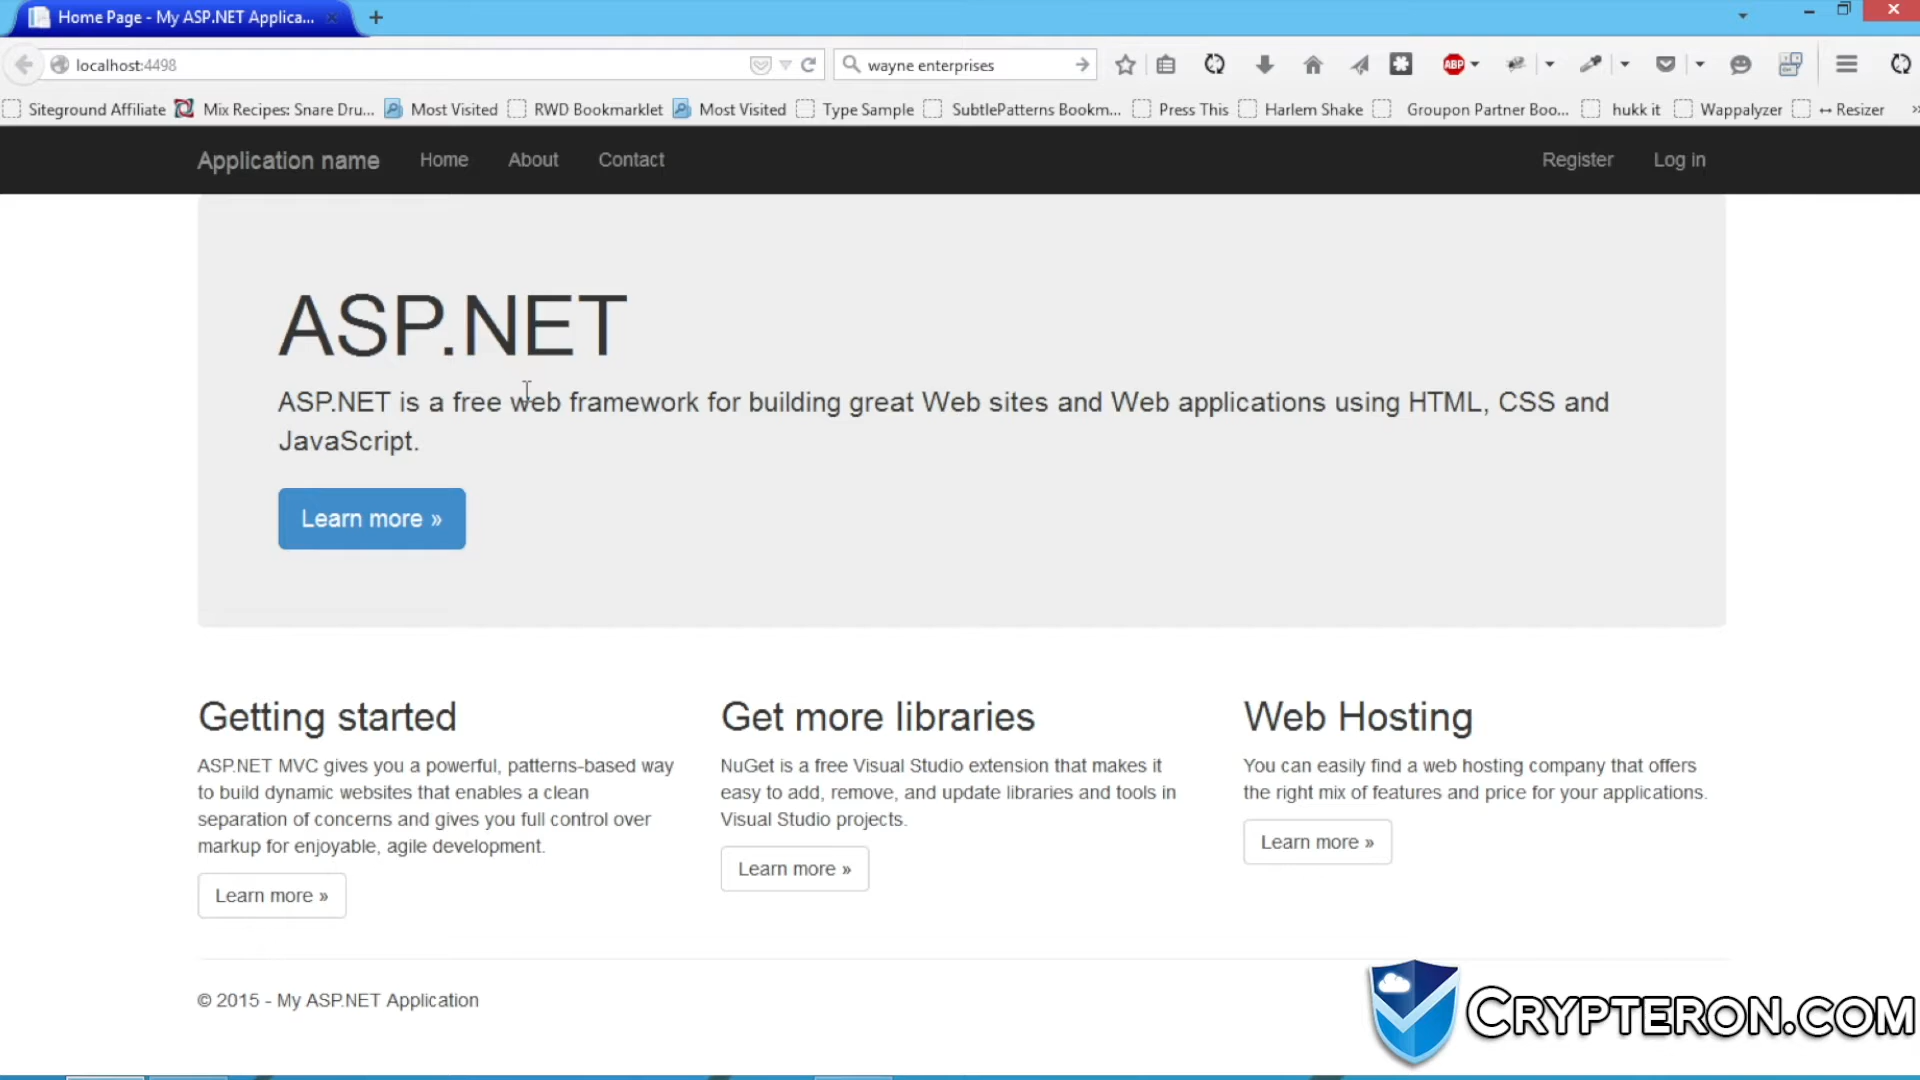 Home Page - My ASP.NET Applica...
localhost:4498
wayne enterprises
ABP
Siteground Affiliate Mix Recipes: Snare Dru... Most Visited RWD Bookmarklet Most Visited Type Sample SubtlePatterns Bookm... Press This Harlem Shake Groupon Partner Boo... hukk it Wappalyzer ↔ Resizer »
Application name Home About Contact Register Log in
ASP.NET
ASP.NET is a free web framework for building great Web sites and Web applications using HTML, CSS and
JavaScript.
Learn more »
Getting started
ASP.NET MVC gives you a powerful, patterns-based way
to build dynamic websites that enables a clean
separation of concerns and gives you full control over
markup for enjoyable, agile development.
Learn more »
Get more libraries
NuGet is a free Visual Studio extension that makes it
easy to add, remove, and update libraries and tools in
Visual Studio projects.
Learn more »
Web Hosting
You can easily find a web hosting company that offers
the right mix of features and price for your applications.
Learn more »
© 2015 - My ASP.NET Application
CRYPTERON.COM